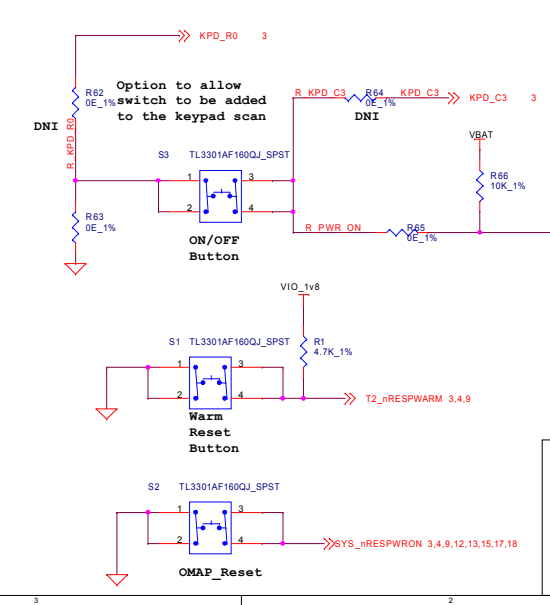 KPD_R0 3
R62
0E_1%
DNI
R_KPD_R0
Option to allow
switch to be added
to the keypad scan
R_KPD_C3
R64
0E_1%
DNI
KPD_C3
KPD_C3 3
VBAT
R66
10K_1%
S3 TL3301AF160QJ_SPST
1
2
3
4
R63
0E_1%
R_PWR_ON
R65
0E_1%
ON/OFF
Button
VIO_1v8
S1 TL3301AF160QJ_SPST
R1
4.7K_1%
1
2
3
4
T2_nRESPWARM 3,4,9
Warm
Reset
Button
S2 TL3301AF160QJ_SPST
1
2
3
4
SYS_nRESPWRON 3,4,9,12,13,15,17,18
OMAP_Reset
3
2